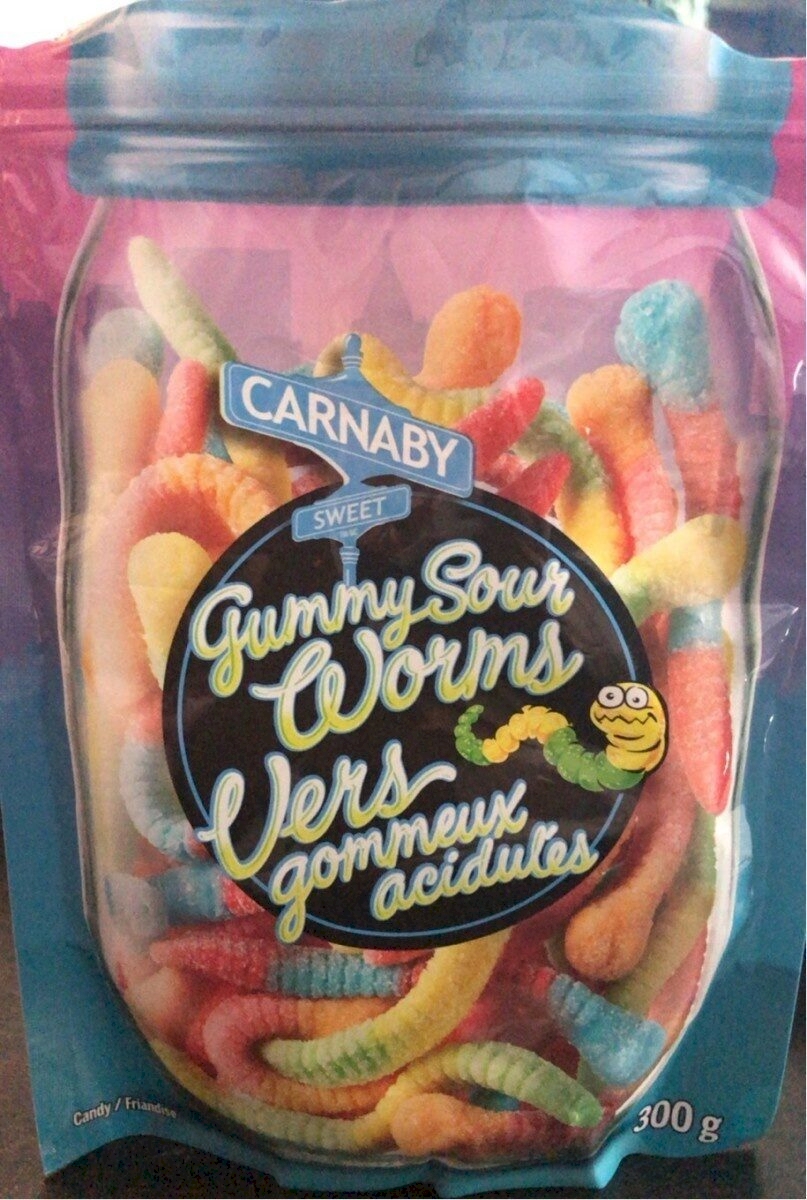 CARNABY
SWEET
Gummy Sour
Worms
Vers
gommeux
acidulés
Candy / Friandise
300 g